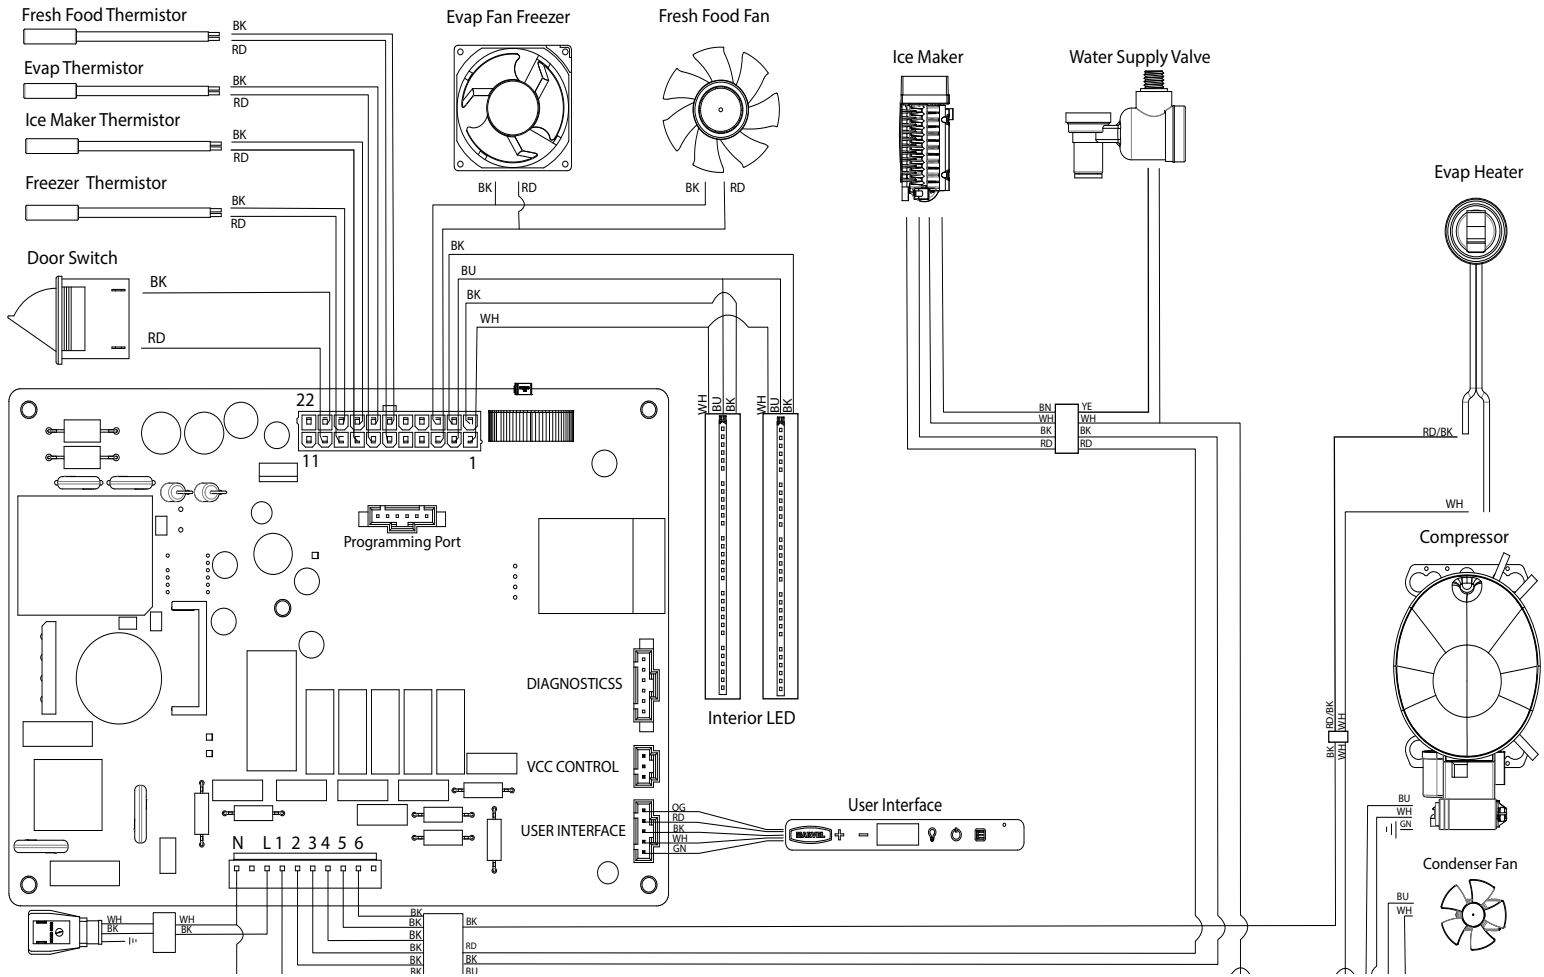 Fresh Food Thermistor
BK
RD
Evap Thermistor
BK
RD
Ice Maker Thermistor
BK
RD
Freezer Thermistor
BK
RD
Door Switch
BK
RD
Evap Fan Freezer
BK RD
Fresh Food Fan
BK RD
BK
BU
BK
WH
Ice Maker
Water Supply Valve
BN YE
WH WH
BK BK
RD RD
Evap Heater
RD/BK
WH
RD/BK WH
BK WH
Compressor
BU
WH
GN
Condenser Fan
BU
WH
22
11 1
Programming Port
WH BU BK
WH BU BK
Interior LED
DIAGNOSTICSS
VCC CONTROL
USER INTERFACE
OG
RD
BK
WH
GN
User Interface
MARVEL + −
N L 1 2 3 4 5 6
WH WH
BK BK
BK
BK
BK
BK
BK
BK
BK
RD
BK
BU